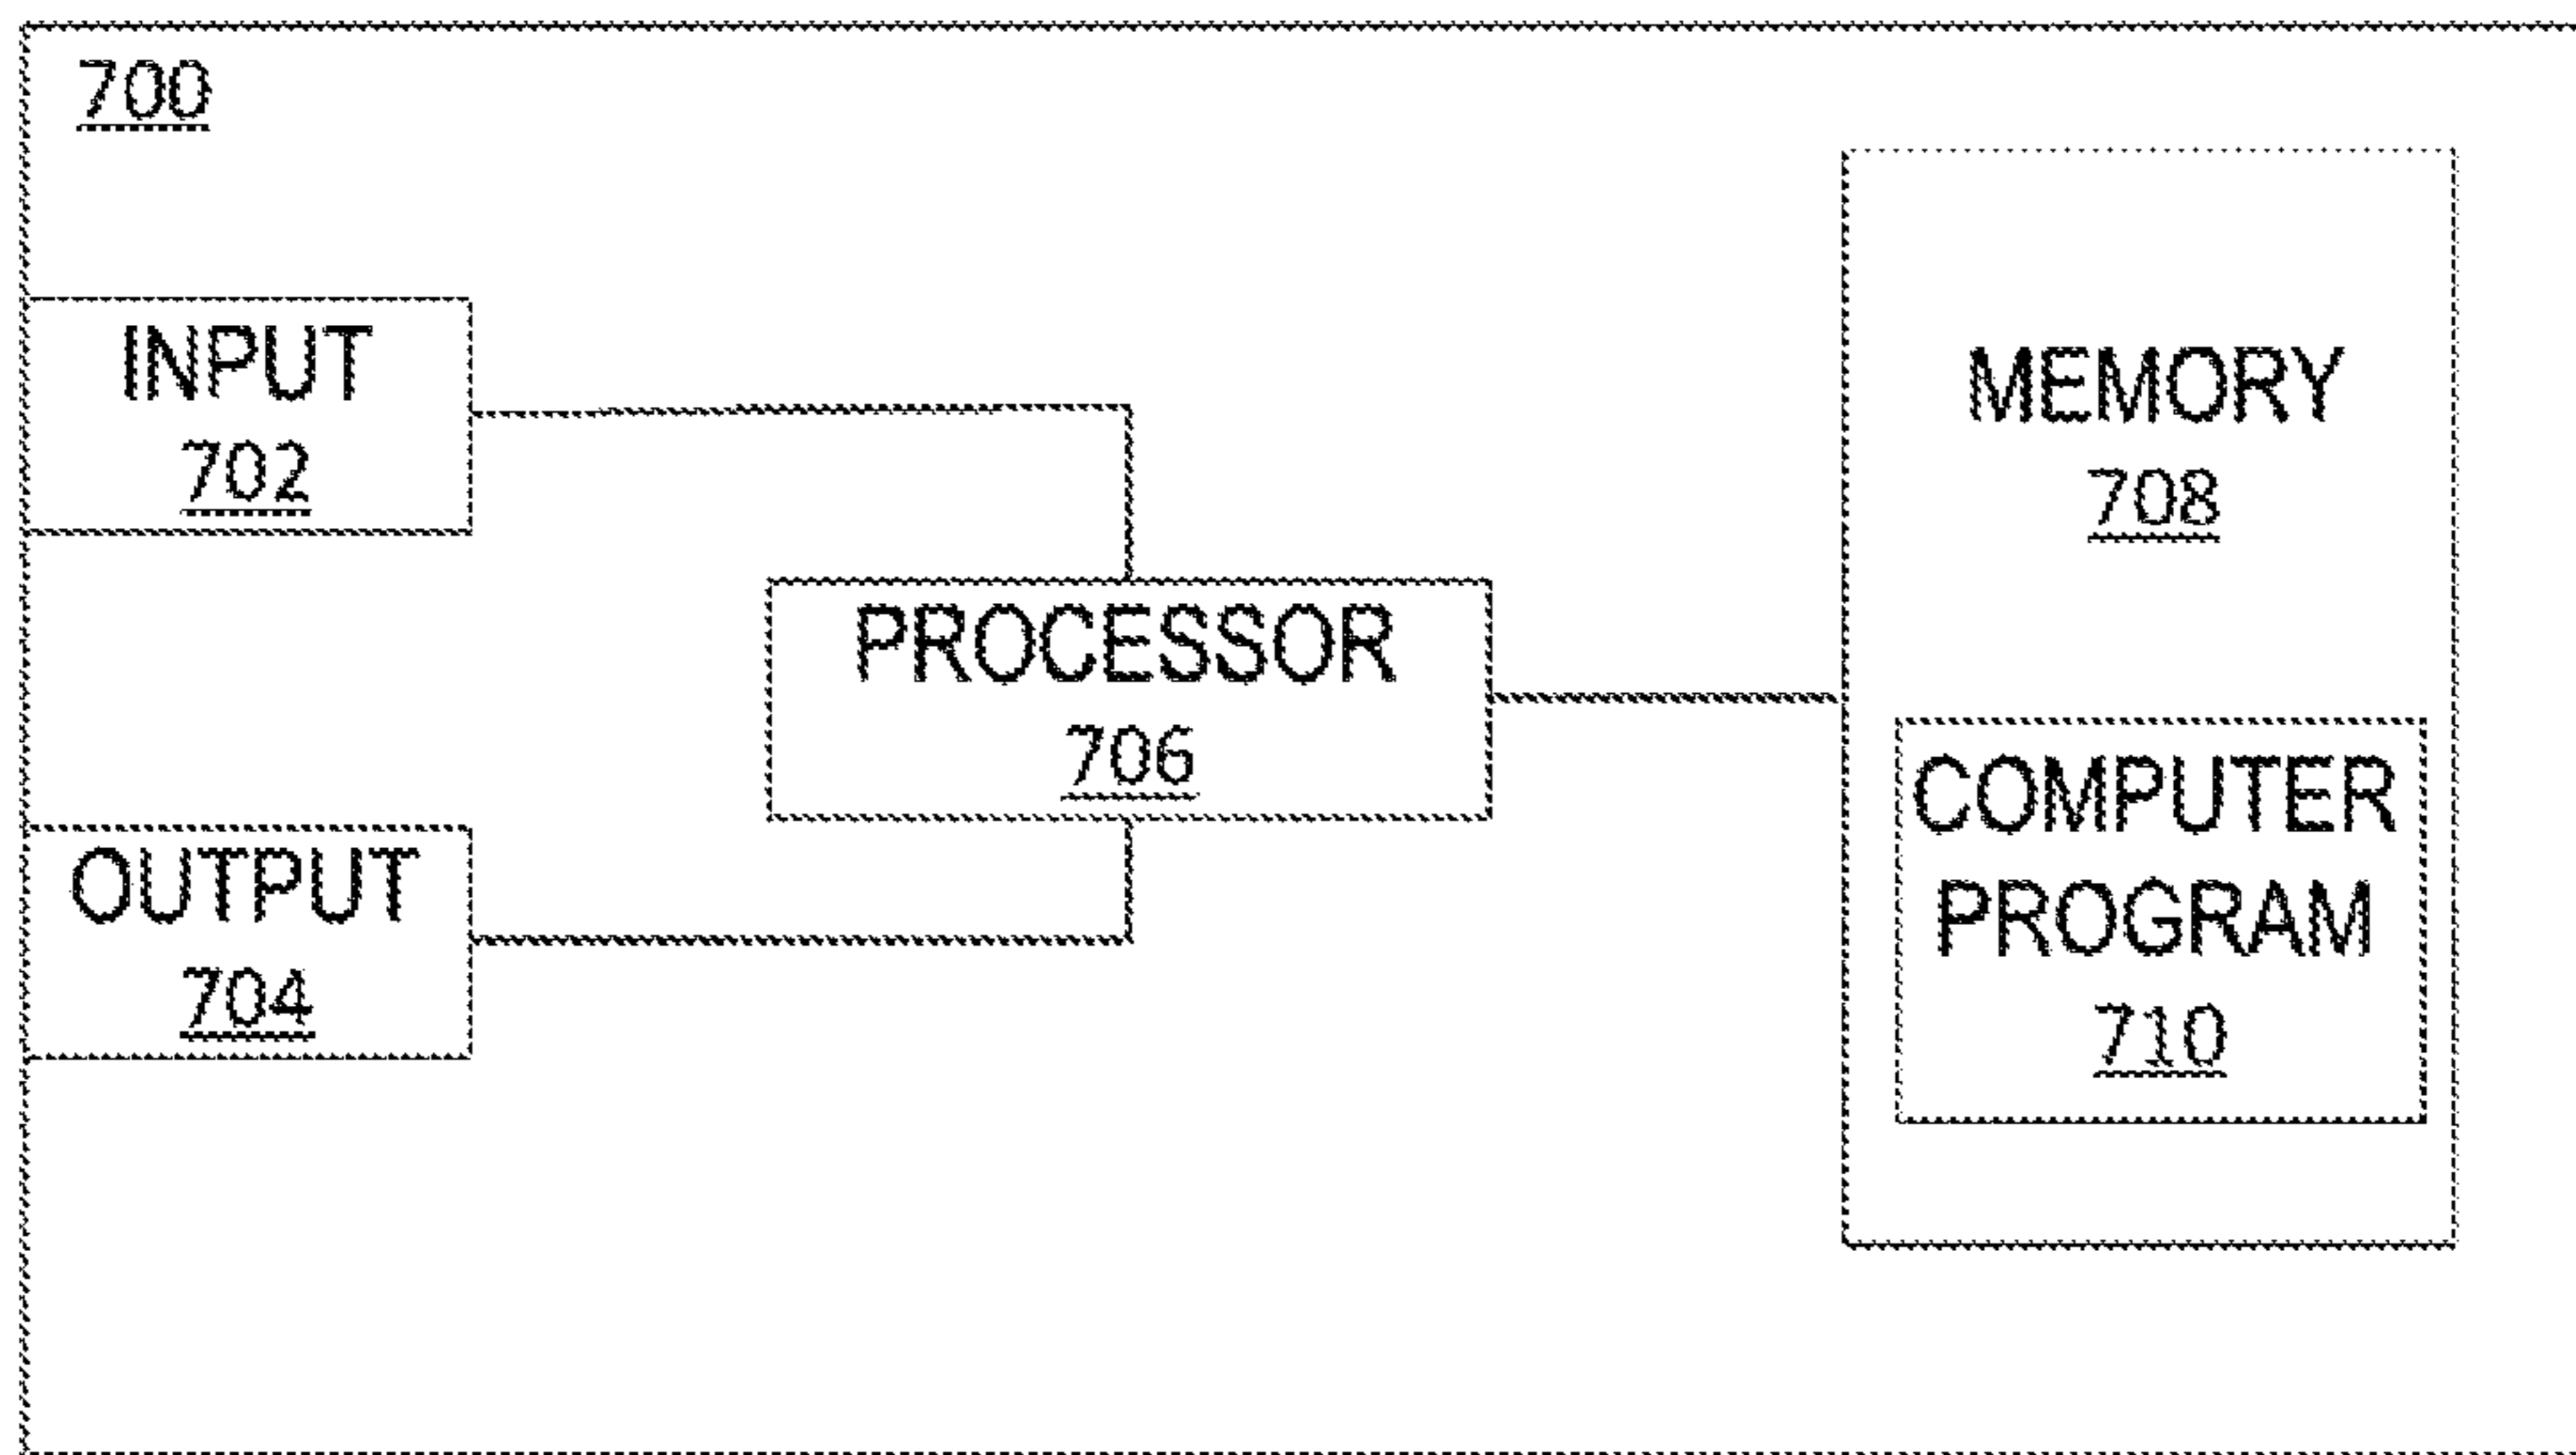 700
INPUT
702
PROCESSOR
706
OUTPUT
704
MEMORY
708
COMPUTER
PROGRAM
710